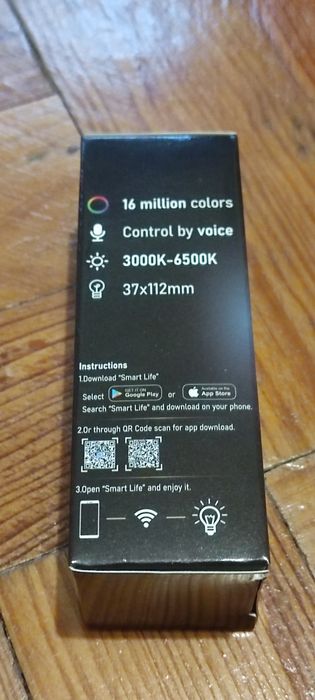 16 million colors
Control by voice
3000K-6500K
37x112mm
Instructions
1.Download "Smart Life"
Select GET IT ON Google Play or Available on the App Store
Search "Smart Life" and download on your phone.
2.Or through QR Code scan for app download.
3.Open "Smart Life" and enjoy it.